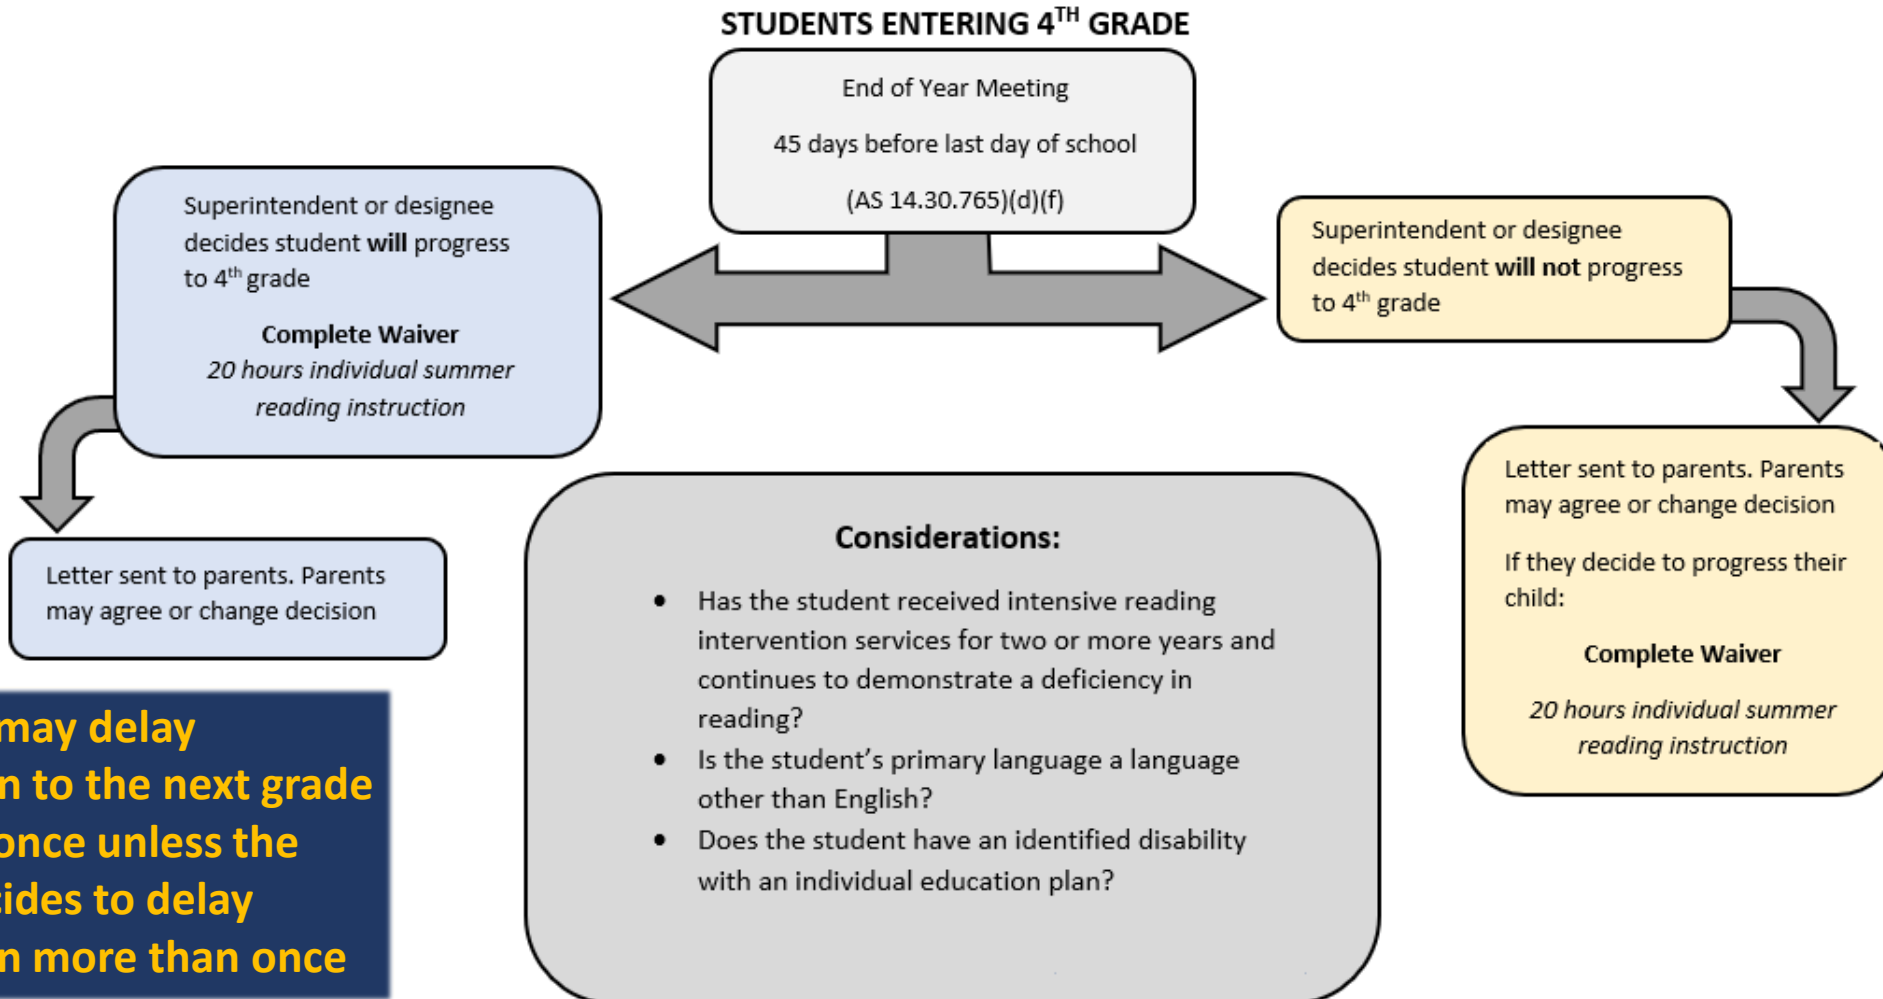 STUDENTS ENTERING 4TH GRADE
End of Year Meeting
45 days before last day of school
(AS 14.30.765)(d)(f)
Superintendent or designee
decides student will progress
to 4th grade
Complete Waiver
20 hours individual summer
reading instruction
Letter sent to parents. Parents
may agree or change decision
Superintendent or designee
decides student will not progress
to 4th grade
Letter sent to parents. Parents
may agree or change decision
If they decide to progress their
child:
Complete Waiver
20 hours individual summer
reading instruction
Considerations:
• Has the student received intensive reading
intervention services for two or more years and
continues to demonstrate a deficiency in
reading?
• Is the student's primary language a language
other than English?
• Does the student have an identified disability
with an individual education plan?
may delay
n to the next grade
once unless the
cides to delay
n more than once